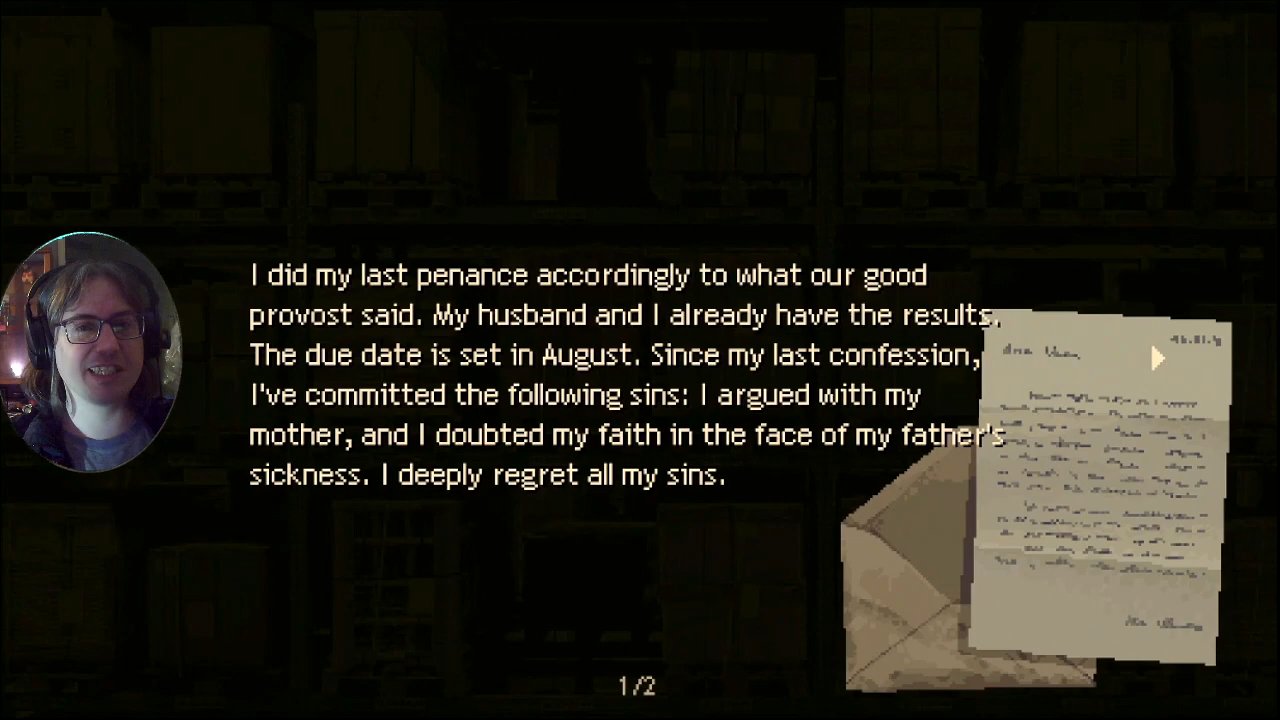 I did my last penance accordingly to what our good
provost said. My husband and I already have the results.
The due date is set in August. Since my last confession,
I've committed the following sins: I argued with my
mother, and I doubted my faith in the face of my father's
sickness. I deeply regret all my sins.
1/2